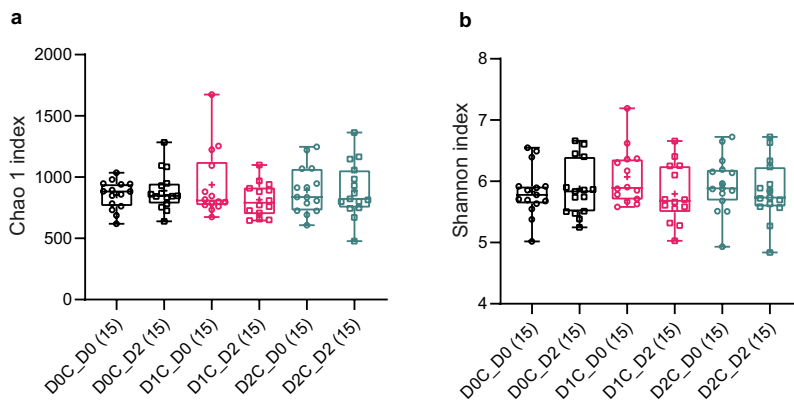 a
Chao 1 index
2000
1500
1000
500
0
D0C_D0 (15)
D0C_D2 (15)
D1C_D0 (15)
D1C_D2 (15)
D2C_D0 (15)
D2C_D2 (15)
b
Shannon index
8
7
6
5
4
D0C_D0 (15)
D0C_D2 (15)
D1C_D0 (15)
D1C_D2 (15)
D2C_D0 (15)
D2C_D2 (15)